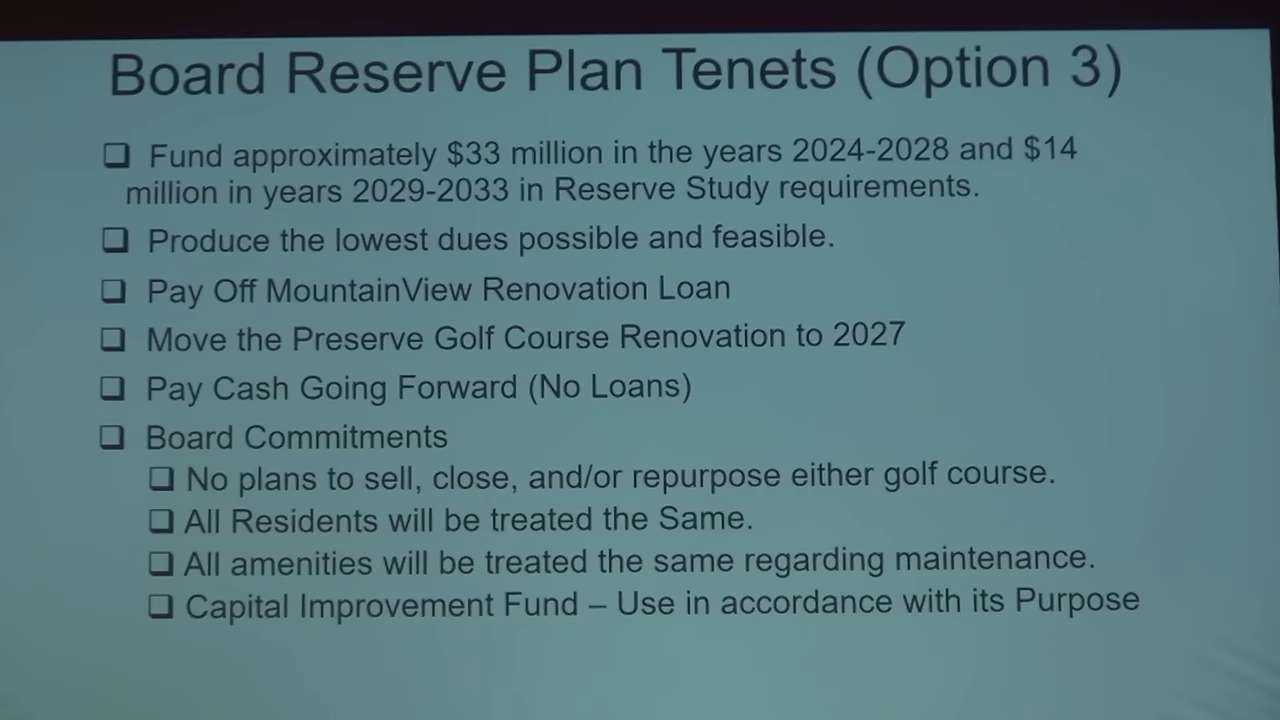 Board Reserve Plan Tenets (Option 3)
❑ Fund approximately $33 million in the years 2024-2028 and $14
million in years 2029-2033 in Reserve Study requirements.
❑ Produce the lowest dues possible and feasible.
❑ Pay Off MountainView Renovation Loan
❑ Move the Preserve Golf Course Renovation to 2027
❑ Pay Cash Going Forward (No Loans)
❑ Board Commitments
❑ No plans to sell, close, and/or repurpose either golf course.
❑ All Residents will be treated the Same.
❑ All amenities will be treated the same regarding maintenance.
❑ Capital Improvement Fund – Use in accordance with its Purpose